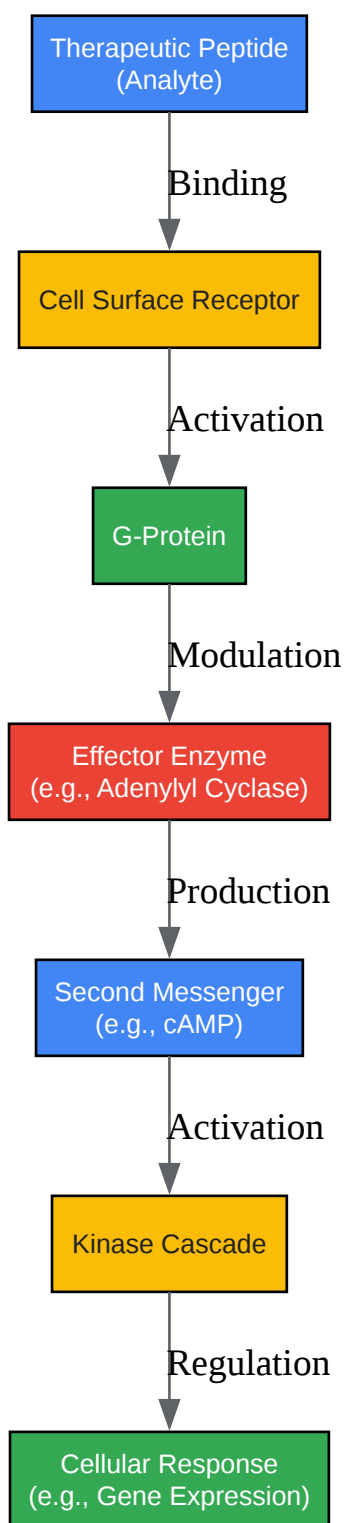 Therapeutic Peptide
(Analyte)
Binding
Cell Surface Receptor
Activation
G-Protein
Modulation
Effector Enzyme
(e.g., Adenylyl Cyclase)
Production
Second Messenger
(e.g., cAMP)
Activation
Kinase Cascade
Regulation
Cellular Response
(e.g., Gene Expression)